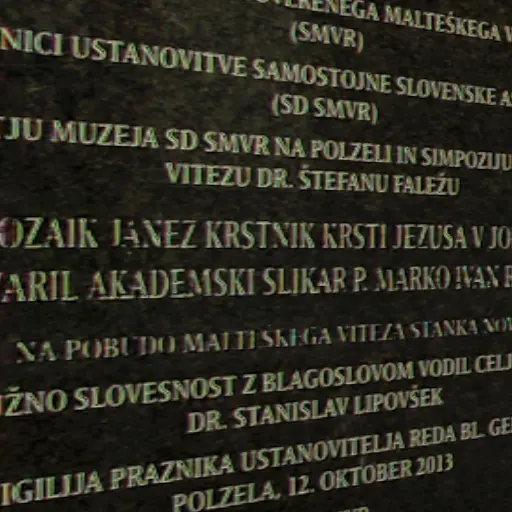 MALTEŠKEGA
(SMVR)
USTANOVITVE SAMOSTOJNE SLOVENSKE
(SD SMVR)
MUZEJA SD SMVR NA POLZELI IN
VITEZU DR. ŠTEFANU FALEŽU
JANEZ KRSTNIK KRSTI JEZUSA V
AKADEMSKI SLIKAR P. MARKO IVAN
NA POBUDO MALTEŠKEGA VITEZA STANKA
SLOVESNOST Z BLAGOSLOVOM VODIL
DR. STANISLAV LIPOVŠEK
PRAZNIKA USTANOVITELJA REDA BL.
POLZELA, 12. OKTOBER 2013